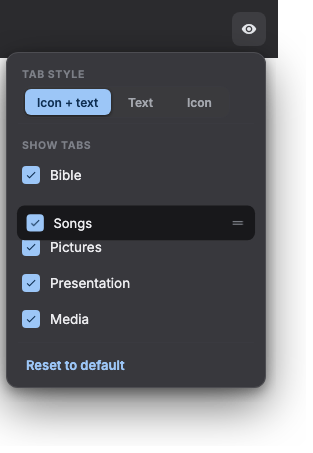 TAB STYLE
Icon + text Text Icon
SHOW TABS
Bible
Songs
Pictures
Presentation
Media
Reset to default